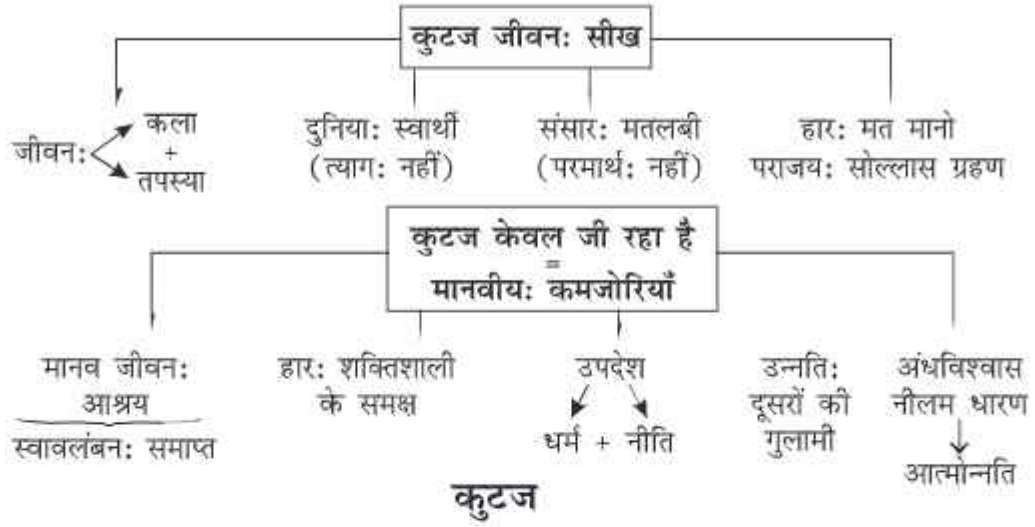 कुटज जीवन: सीख
जीवन:
कला
+
तपस्या
दुनिया: स्वार्थी
(त्याग: नहीं)
संसार: मतलबी
(परमार्थ: नहीं)
हार: मत मानो
पराजय: सोल्लास ग्रहण
कुटज केवल जी रहा है
=
मानवीय: कमजोरियाँ
मानव जीवन:
आश्रय
स्वावलंबन: समाप्त
हार: शक्तिशाली
के समक्ष
उपदेश
धर्म + नीति
उन्नति:
दूसरों की
गुलामी
अंधविश्वास
नीलम धारण
आत्मोन्नति
कुटज